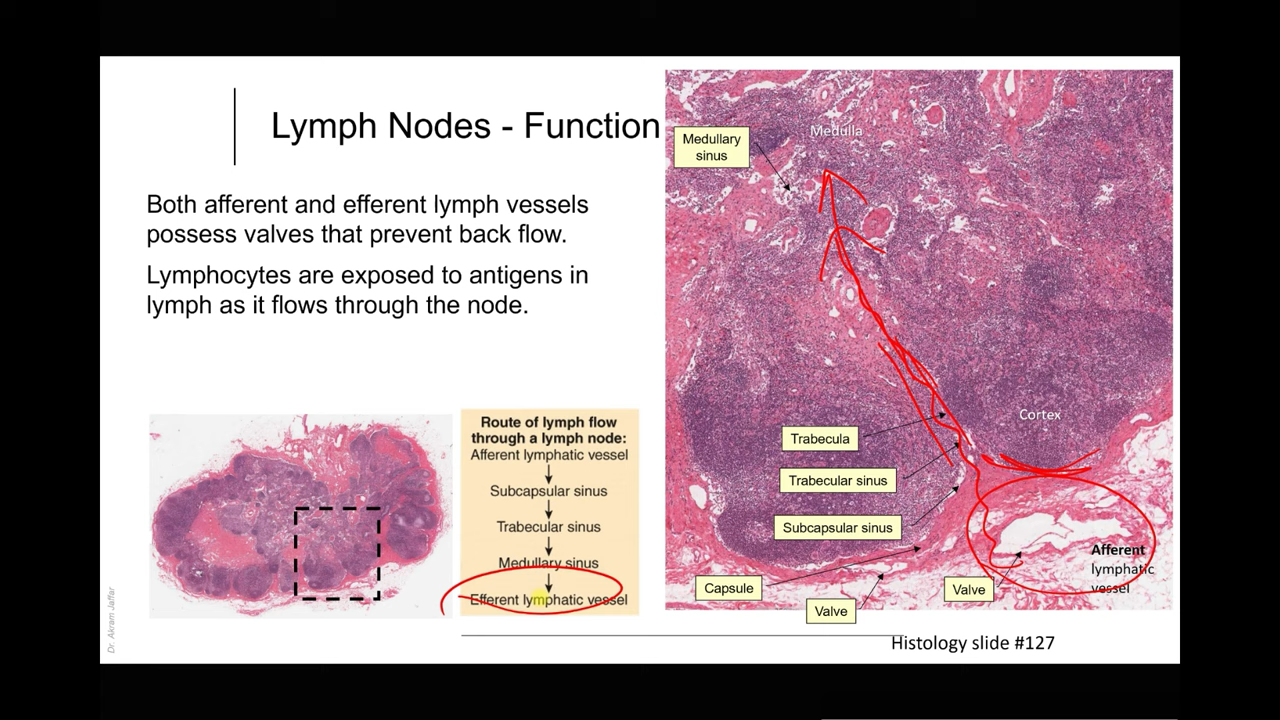 Lymph Nodes - Function
Both afferent and efferent lymph vessels
possess valves that prevent back flow.
Lymphocytes are exposed to antigens in
lymph as it flows through the node.
Route of lymph flow
through a lymph node:
Afferent lymphatic vessel
Subcapsular sinus
Trabecular sinus
Medullary sinus
Efferent lymphatic vessel
Medullary
sinus
Medulla
Cortex
Trabecula
Trabecular sinus
Subcapsular sinus
Capsule
Valve
Valve
Afferent
lymphatic
vessel
Histology slide #127
Dr. Akram Jaffar